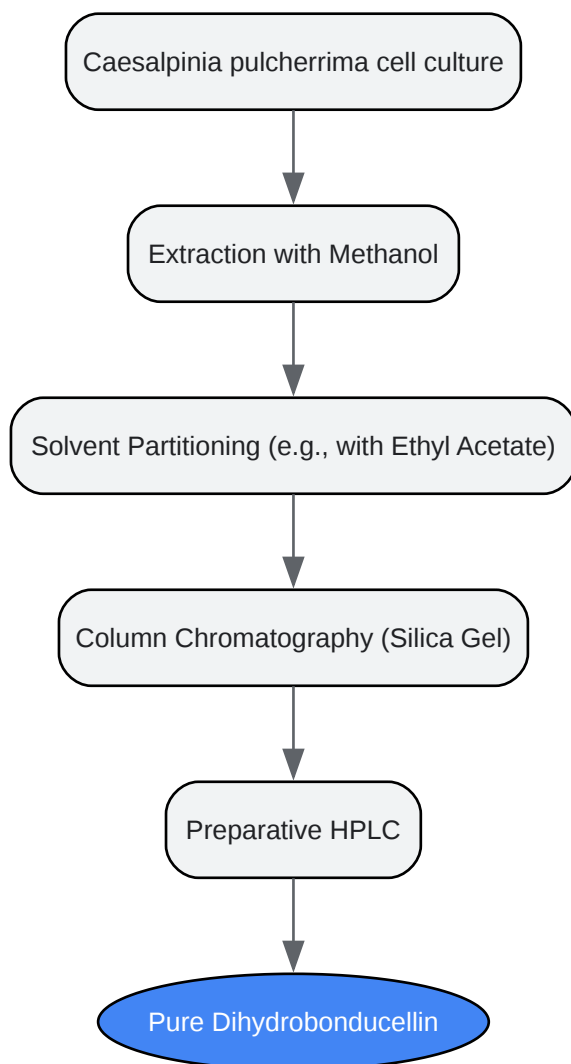 Caesalpinia pulcherrima cell culture
Extraction with Methanol
Solvent Partitioning (e.g., with Ethyl Acetate)
Column Chromatography (Silica Gel)
Preparative HPLC
Pure Dihydrobonducellin